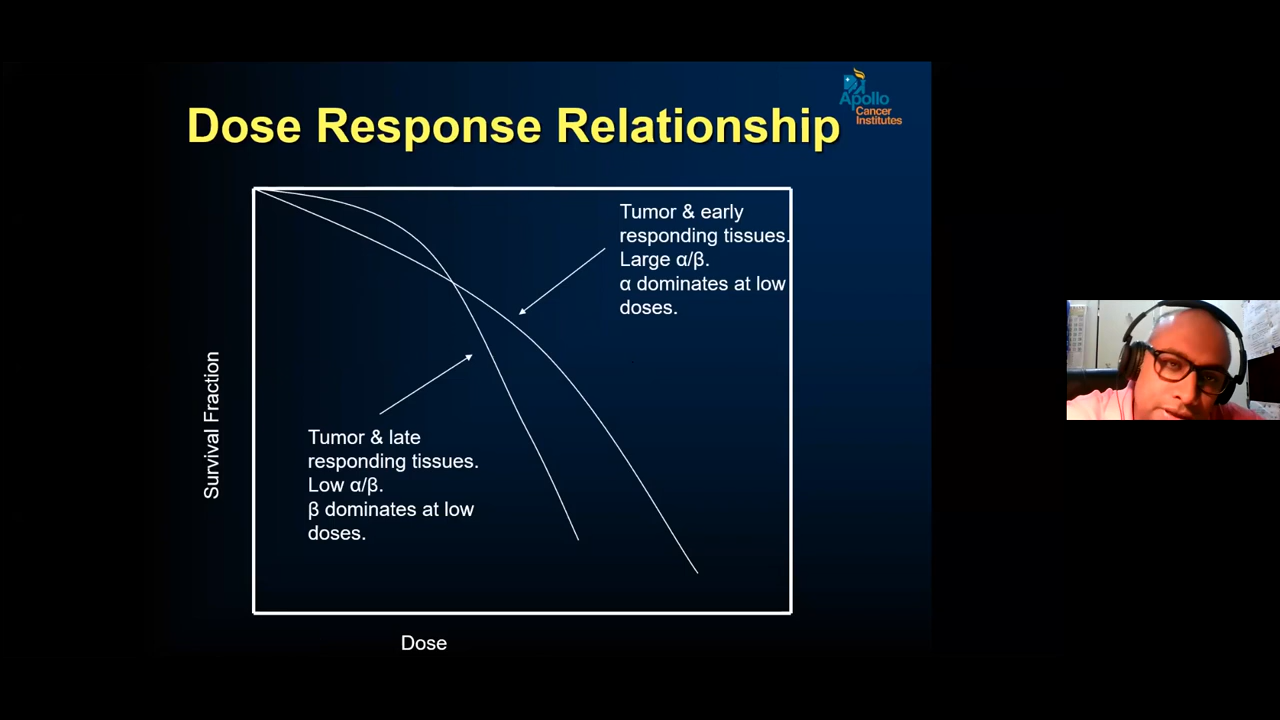 Dose Response Relationship
Apollo
Cancer
Institutes
Tumor & early
responding tissues.
Large α/β.
α dominates at low
doses.
Survival Fraction
Tumor & late
responding tissues.
Low α/β.
β dominates at low
doses.
Dose